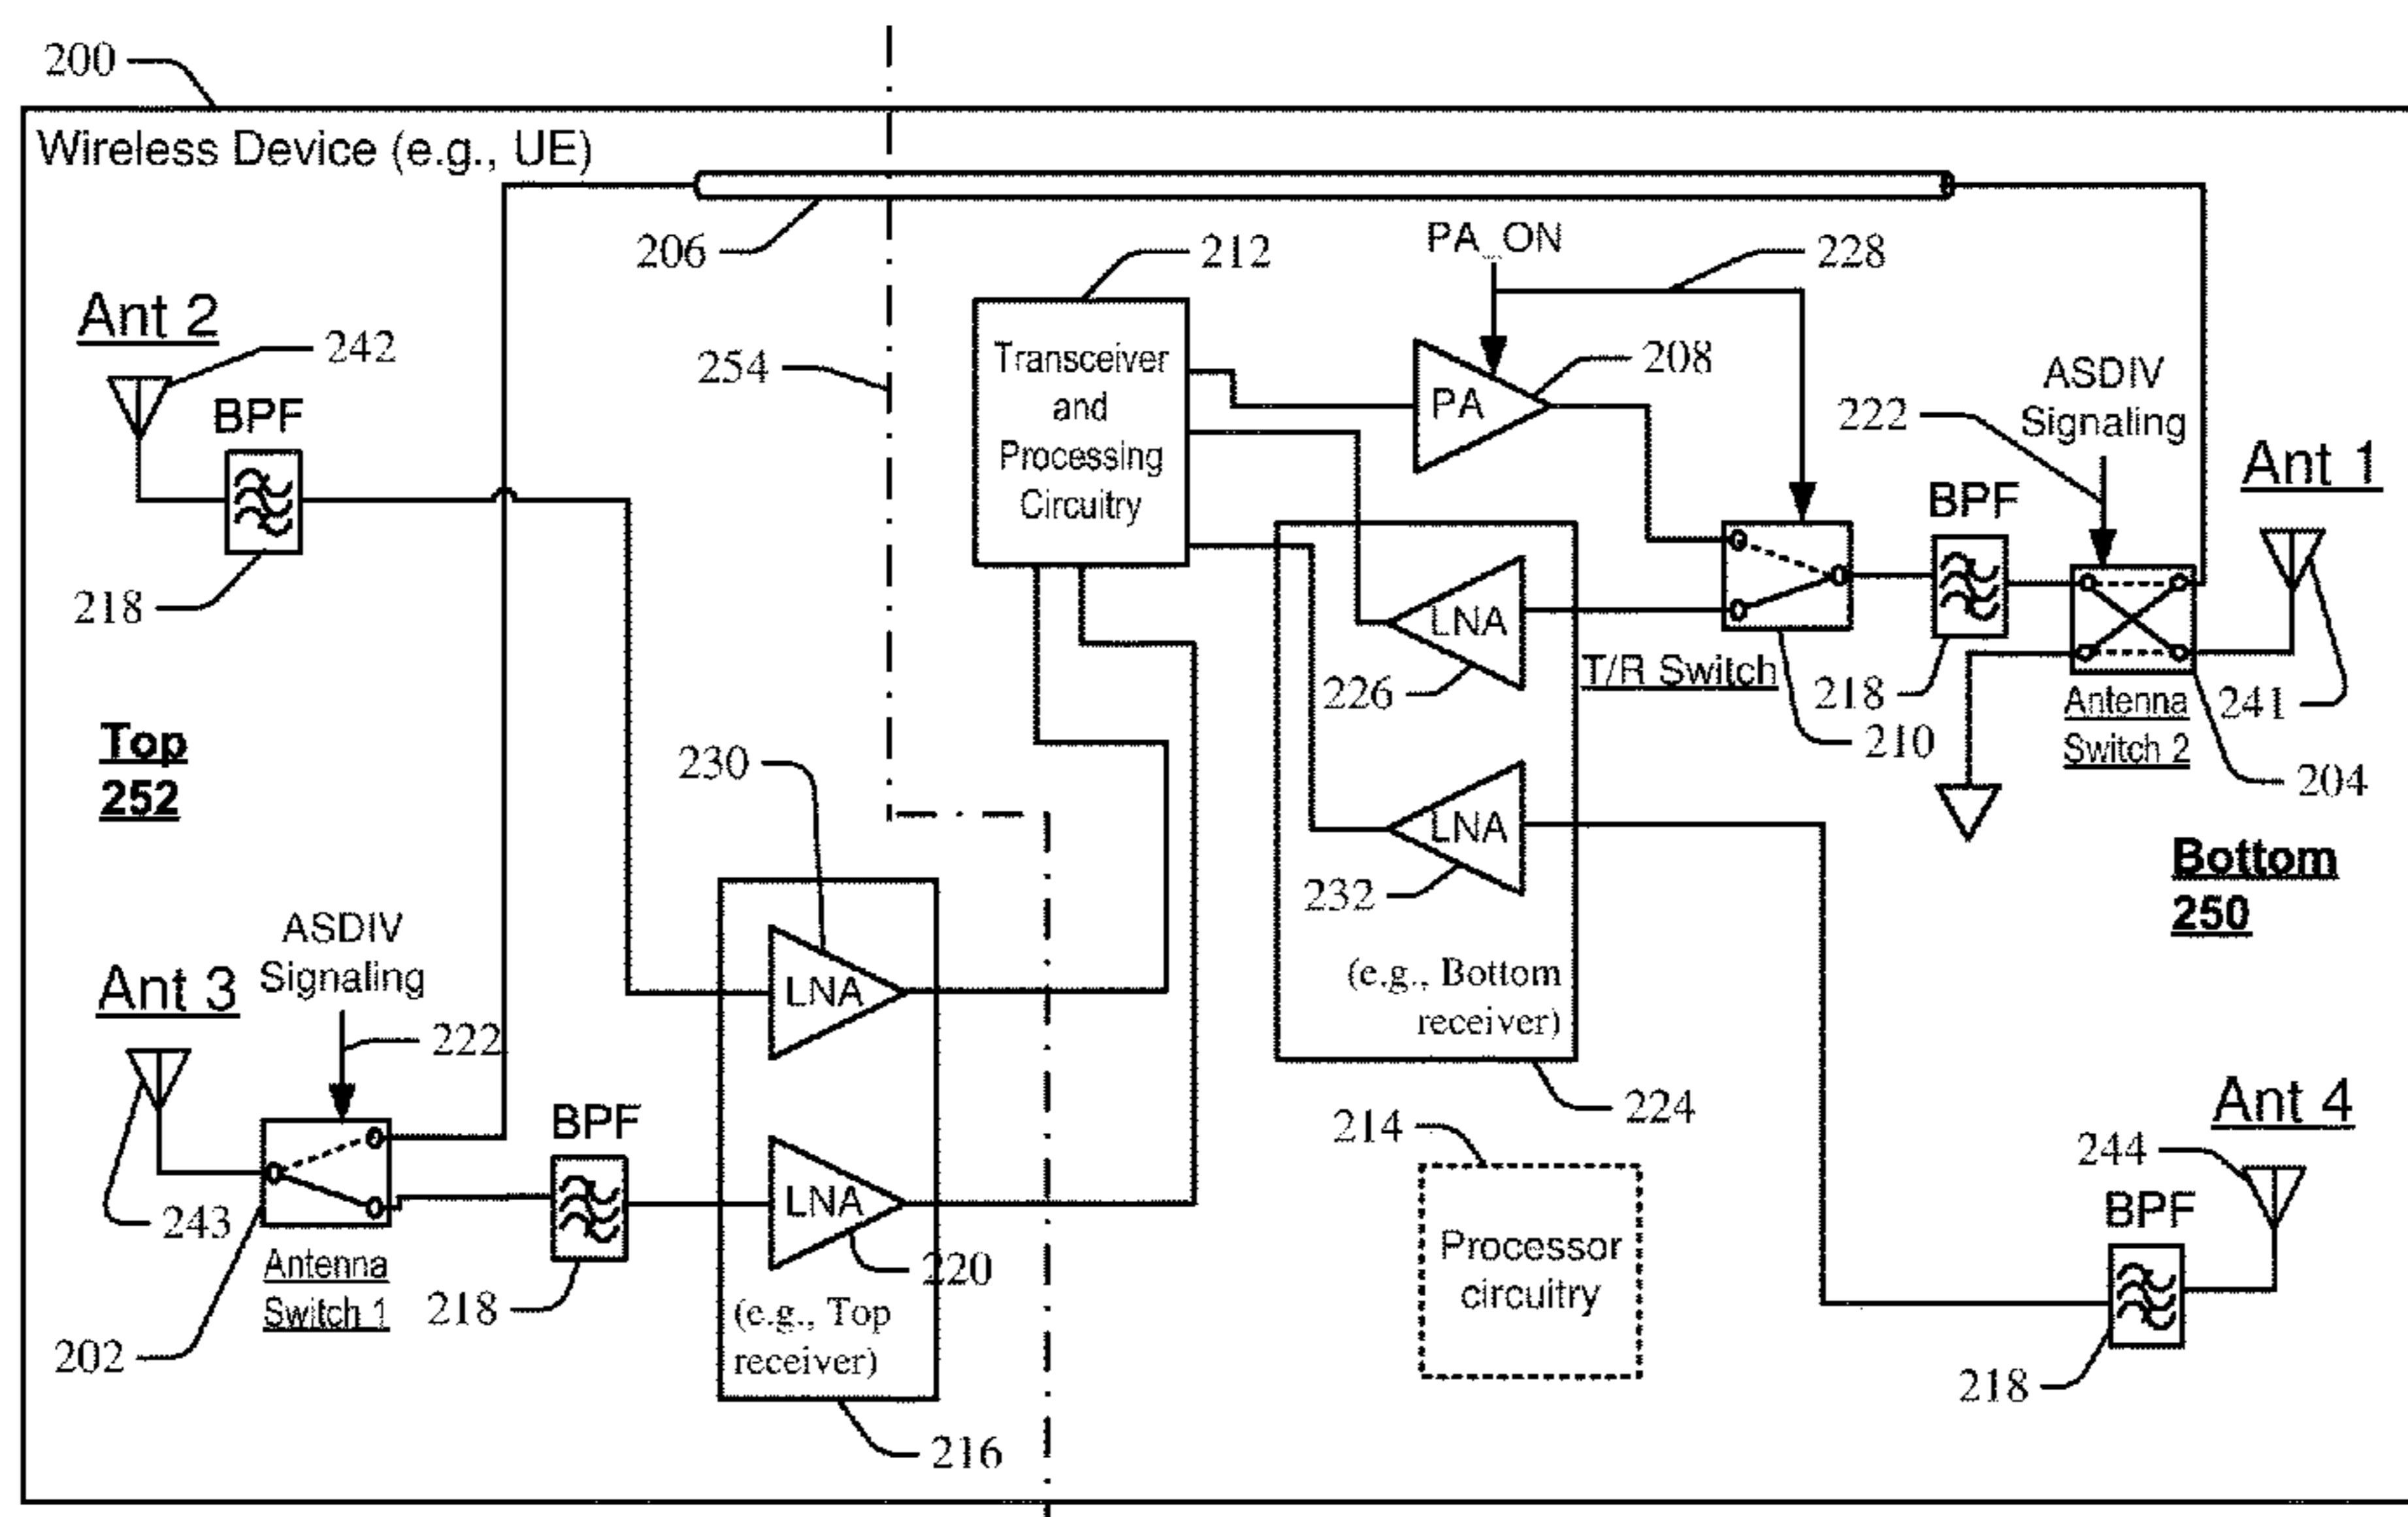 200
Wireless Device (e.g., UE)
206
PA_ON
212
228
Ant 2
242
254
Transceiver
and
Processing
Circuitry
PA
208
ASDIV
Signaling
222
Ant 1
BPF
218
BPF
LNA
226
T/R Switch
218
210
Antenna
Switch 2
241
204
Top
252
230
LNA
232
Bottom
250
(e.g., Bottom
receiver)
224
ASDIV
Signaling
Ant 3
222
LNA
243
Antenna
Switch 1
202
BPF
218
LNA
220
(e.g., Top
receiver)
216
214
Processor
circuitry
Ant 4
244
BPF
218